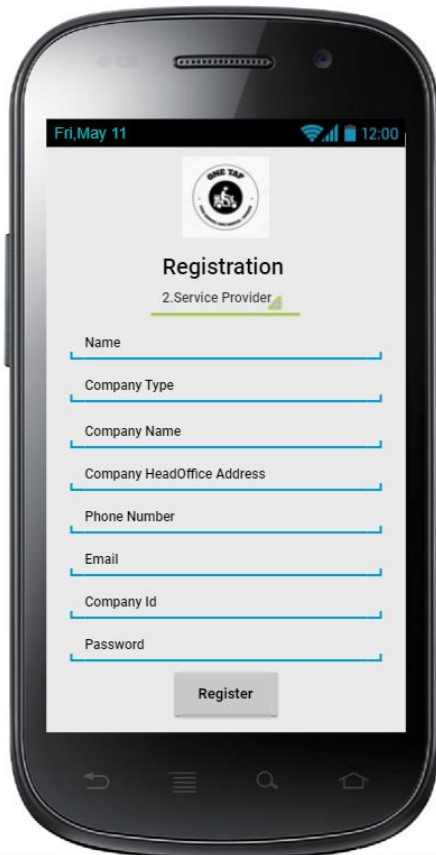 Fri,May 11 12:00
ONE TAP
Registration
2.Service Provider
Name
Company Type
Company Name
Company HeadOffice Address
Phone Number
Email
Company Id
Password
Register